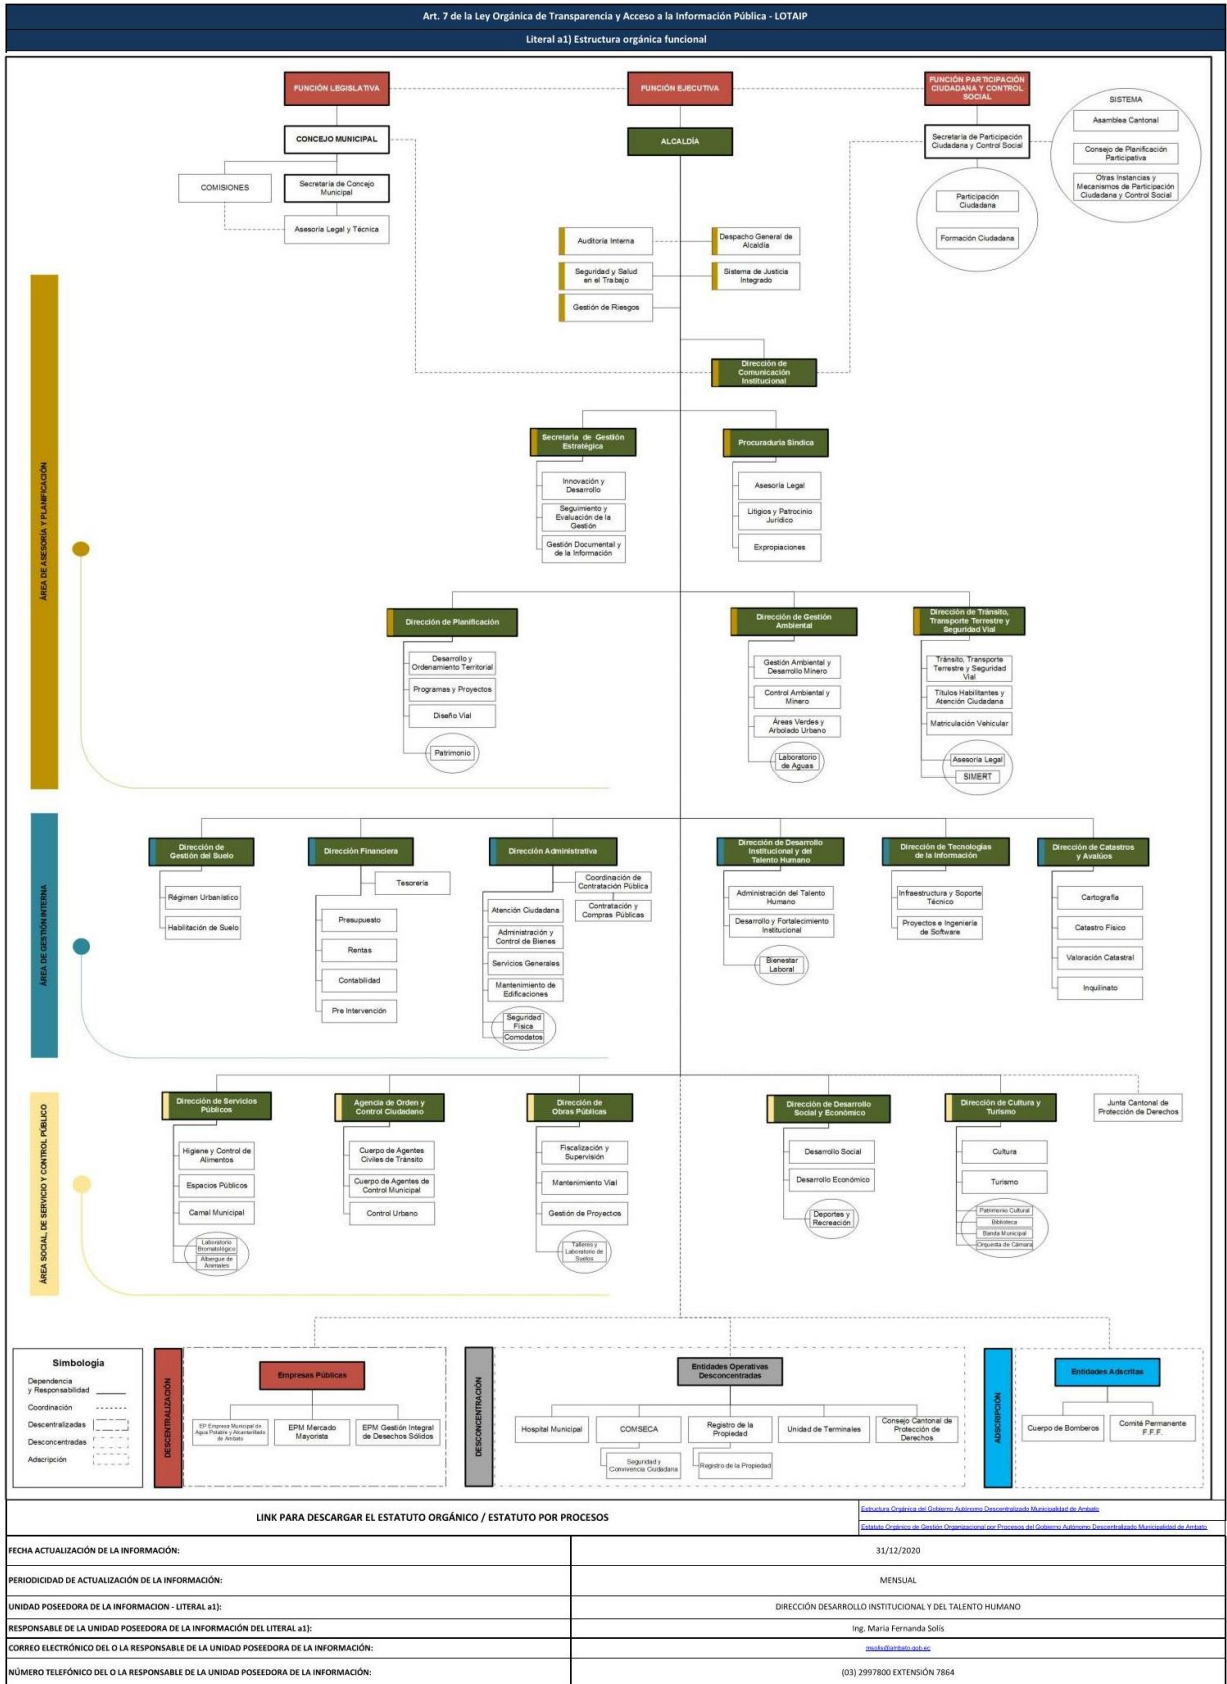 Art. 7 de la Ley Orgánica de Transparencia y Acceso a la Información Pública - LOTAIP
Literal a1) Estructura orgánica funcional
FUNCIÓN LEGISLATIVA
FUNCIÓN EJECUTIVA
FUNCIÓN PARTICIPACIÓN
CIUDADANA Y CONTROL
SOCIAL
SISTEMA
Asamblea Cantonal
Consejo de Planificación
Participativa
Otras Instancias y
Mecanismos de Participación
Ciudadana y Control Social
CONCEJO MUNICIPAL
ALCALDÍA
Secretaría de Participación
Ciudadana y Control Social
COMISIONES
Secretaría de Concejo
Municipal
Asesoría Legal y Técnica
Participación
Ciudadana
Formación Ciudadana
Auditoría Interna
Despacho General de
Alcaldía
Seguridad y Salud
en el Trabajo
Sistema de Justicia
Integrado
Gestión de Riesgos
Dirección de
Comunicación
Institucional
ÁREA DE ASESORÍA Y PLANIFICACIÓN
Secretaría de Gestión
Estratégica
Innovación y
Desarrollo
Seguimiento y
Evaluación de la
Gestión
Gestión Documental y
de la Información
Procuraduría Síndica
Asesoría Legal
Litigios y Patrocinio
Jurídico
Expropiaciones
Dirección de Planificación
Desarrollo y
Ordenamiento Territorial
Programas y Proyectos
Diseño Vial
Patrimonio
Dirección de Gestión
Ambiental
Gestión Ambiental y
Desarrollo Minero
Control Ambiental y
Minero
Áreas Verdes y
Arbolado Urbano
Laboratorio
de Aguas
Dirección de Tránsito,
Transporte Terrestre y
Seguridad Vial
Tránsito, Transporte
Terrestre y Seguridad
Vial
Títulos Habilitantes y
Atención Ciudadana
Matriculación Vehicular
Asesoría Legal
SIMERT
ÁREA DE GESTIÓN INTERNA
Dirección de
Gestión del Suelo
Régimen Urbanístico
Habilitación de Suelo
Dirección Financiera
Tesorería
Presupuesto
Rentas
Contabilidad
Pre Intervención
Dirección Administrativa
Coordinación de
Contratación Pública
Contratación y
Compras Públicas
Atención Ciudadana
Administración y
Control de Bienes
Servicios Generales
Mantenimiento de
Edificaciones
Seguridad
Física
Comodatos
Dirección de Desarrollo
Institucional y del
Talento Humano
Administración del Talento
Humano
Desarrollo y Fortalecimiento
Institucional
Bienestar
Laboral
Dirección de Tecnologías
de la Información
Infraestructura y Soporte
Técnico
Proyectos e Ingeniería
de Software
Dirección de Catastros
y Avalúos
Cartografía
Catastro Físico
Valoración Catastral
Inquilinato
ÁREA SOCIAL, DE SERVICIO Y CONTROL PÚBLICO
Dirección de Servicios
Públicos
Higiene y Control de
Alimentos
Espacios Públicos
Camal Municipal
Laboratorio
Bromatológico
Albergue de
Animales
Agencia de Orden y
Control Ciudadano
Cuerpo de Agentes
Civiles de Tránsito
Cuerpo de Agentes de
Control Municipal
Control Urbano
Dirección de
Obras Públicas
Fiscalización y
Supervisión
Mantenimiento Vial
Gestión de Proyectos
Talleres y
Laboratorio de
Suelos
Dirección de Desarrollo
Social y Económico
Desarrollo Social
Desarrollo Económico
Deportes y
Recreación
Dirección de Cultura y
Turismo
Cultura
Turismo
Patrimonio Cultural
Biblioteca
Banda Municipal
Orquesta de Cámara
Junta Cantonal de
Protección de Derechos
Simbología
Dependencia
y Responsabilidad
Coordinación
Descentralizadas
Desconcentradas
Adscripción
DESCENTRALIZACIÓN
Empresas Públicas
EP Empresa Municipal de
Agua Potable y Alcantarillado
de Ambato
EPM Mercado
Mayorista
EPM Gestión Integral
de Desechos Sólidos
DESCONCENTRACIÓN
Entidades Operativas
Desconcentradas
Hospital Municipal
COMSECA
Registro de la
Propiedad
Unidad de Terminales
Consejo Cantonal de
Protección de
Derechos
Seguridad y
Convivencia Ciudadana
Registro de la Propiedad
ADSCRIPCIÓN
Entidades Adscritas
Cuerpo de Bomberos
Comité Permanente
F.F.F.
LINK PARA DESCARGAR EL ESTATUTO ORGÁNICO / ESTATUTO POR PROCESOS
Estructura Orgánica del Gobierno Autónomo Descentralizado Municipalidad de Ambato
Estatuto Orgánico de Gestión Organizacional por Procesos del Gobierno Autónomo Descentralizado Municipalidad de Ambato
FECHA ACTUALIZACIÓN DE LA INFORMACIÓN:
31/12/2020
PERIODICIDAD DE ACTUALIZACIÓN DE LA INFORMACIÓN:
MENSUAL
UNIDAD POSEEDORA DE LA INFORMACION - LITERAL a1):
DIRECCIÓN DESARROLLO INSTITUCIONAL Y DEL TALENTO HUMANO
RESPONSABLE DE LA UNIDAD POSEEDORA DE LA INFORMACIÓN DEL LITERAL a1):
Ing. Maria Fernanda Solís
CORREO ELECTRÓNICO DEL O LA RESPONSABLE DE LA UNIDAD POSEEDORA DE LA INFORMACIÓN:
msolis@ambato.gob.ec
NÚMERO TELEFÓNICO DEL O LA RESPONSABLE DE LA UNIDAD POSEEDORA DE LA INFORMACIÓN:
(03) 2997800 EXTENSIÓN 7864